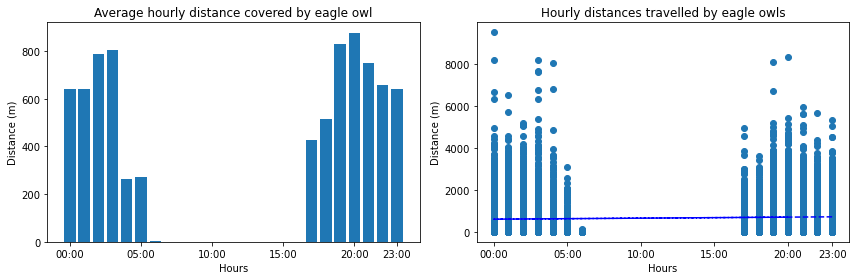 Average hourly distance covered by eagle owl
Distance (m)
800
600
400
200
0
00:00 05:00 10:00 15:00 20:00 23:00
Hours
Hourly distances travelled by eagle owls
Distance (m)
8000
6000
4000
2000
0
00:00 05:00 10:00 15:00 20:00 23:00
Hours